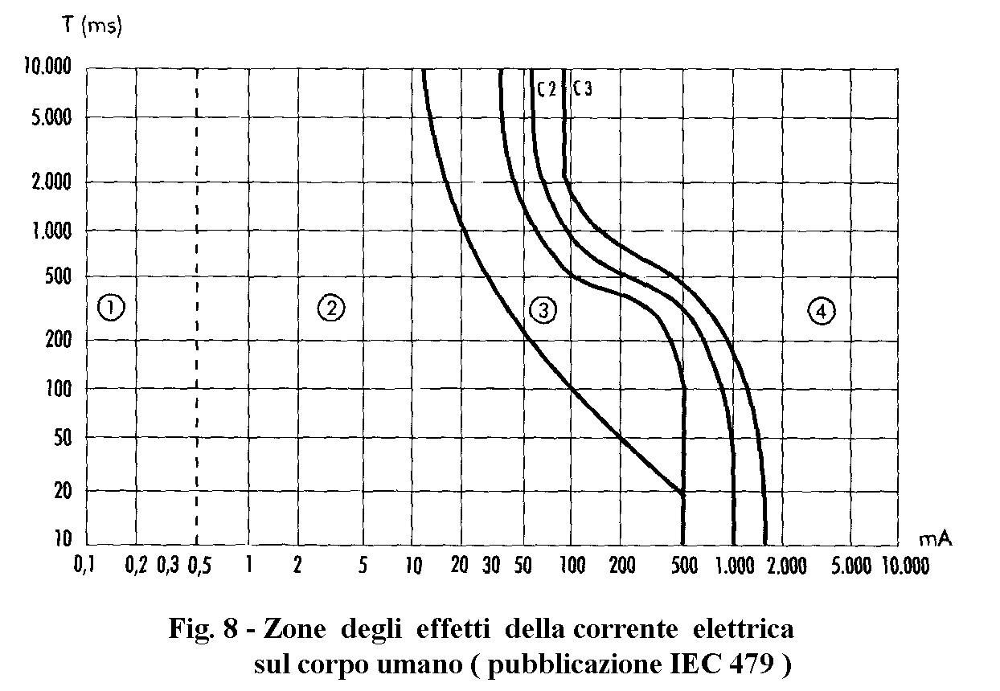 T (ms)
10.000
5.000
2.000
1.000
500
200
100
50
20
10
C2 C3
1 2 3 4
mA
0,1 0,2 0,3 0,5 1 2 5 10 20 30 50 100 200 500 1.000 2.000 5.000 10.000
Fig. 8 - Zone degli effetti della corrente elettrica
sul corpo umano ( pubblicazione IEC 479 )